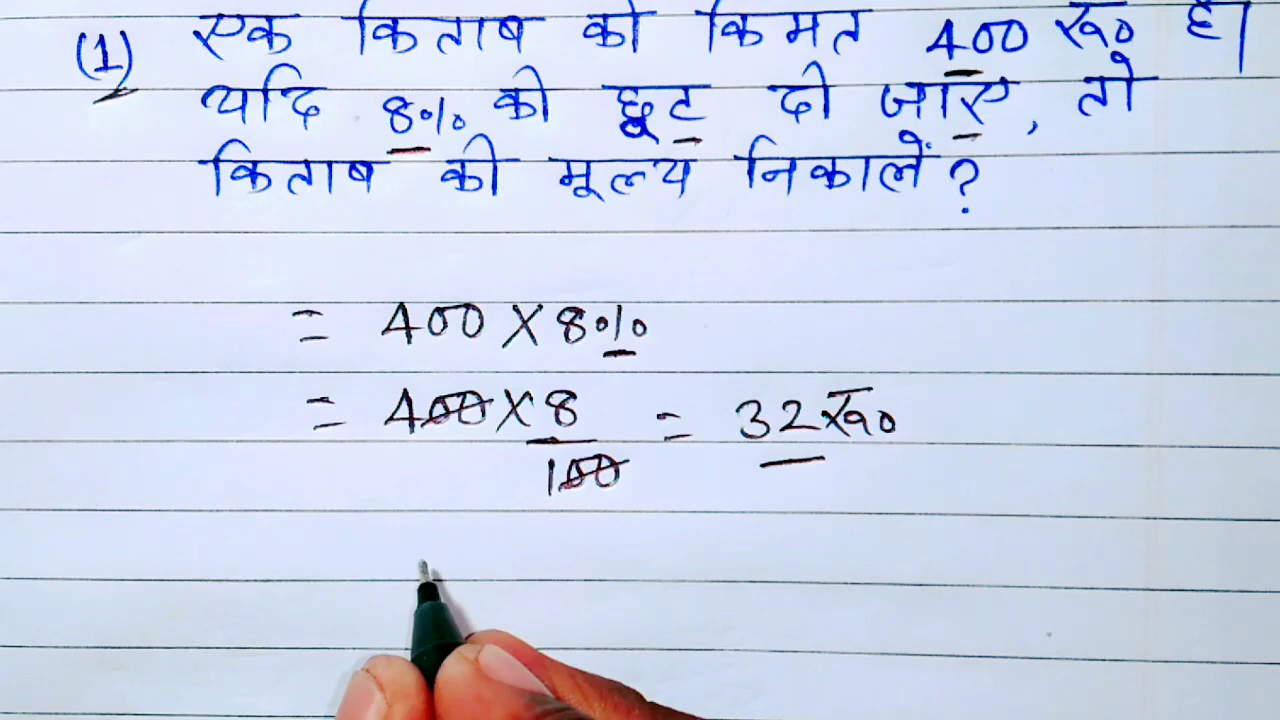 (1) एक किताब की किमत 400 रू० है।
यदि 8% की छूट दी जाए, तो
किताब की मूल्य निकालें?
= 400 X 8%
= 400 X 8/100 = 32 रू०